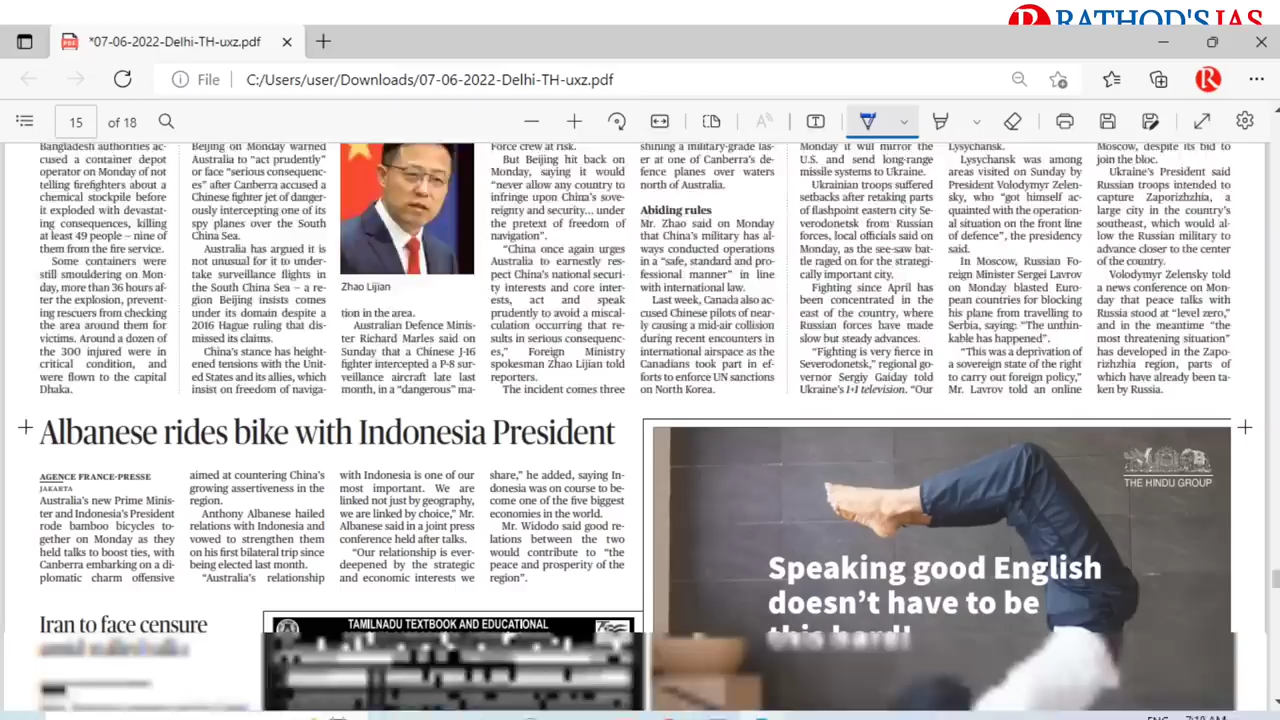 RATHOD'S IAS
*07-06-2022-Delhi-TH-uxz.pdf
File
C:/Users/user/Downloads/07-06-2022-Delhi-TH-uxz.pdf
15 of 18
Bangladesh authorities ac-
cused a container depot
operator on Monday of not
telling firefighters about a
chemical stockpile before
it exploded with devastat-
ing consequences, killing
at least 49 people – nine of
them from the fire service.
Some containers were
still smouldering on Mon-
day, more than 36 hours af-
ter the explosion, prevent-
ing rescuers from checking
the area around them for
victims. Around a dozen of
the 300 injured were in
critical condition, and
were flown to the capital
Dhaka.
Beijing on Monday warned
Australia to “act prudently”
or face “serious consequenc-
es” after Canberra accused a
Chinese fighter jet of danger-
ously intercepting one of its
spy planes over the South
China Sea.
Australia has argued it is
not unusual for it to under-
take surveillance flights in
the South China Sea – a re-
gion Beijing insists comes
under its domain despite a
2016 Hague ruling that dis-
missed its claims.
China's stance has height-
ened tensions with the Unit-
ed States and its allies, which
insist on freedom of naviga-
Zhao Lijian
tion in the area.
Australian Defence Minis-
ter Richard Marles said on
Sunday that a Chinese J-16
fighter intercepted a P-8 sur-
veillance aircraft late last
month, in a “dangerous” ma-
Force crew at risk.
But Beijing hit back on
Monday, saying it would
“never allow any country to
infringe upon China's sove-
reignty and security... under
the pretext of freedom of
navigation”.
“China once again urges
Australia to earnestly res-
pect China's national securi-
ty interests and core inter-
ests, act and speak
prudently to avoid a miscal-
culation occurring that re-
sults in serious consequenc-
es,” Foreign Ministry
spokesman Zhao Lijian told
reporters.
The incident comes three
shining a military-grade las-
er at one of Canberra's de-
fence planes over waters
north of Australia.
Abiding rules
Mr. Zhao said on Monday
that China's military has al-
ways conducted operations
in a “safe, standard and pro-
fessional manner” in line
with international law.
Last week, Canada also ac-
cused Chinese pilots of near-
ly causing a mid-air collision
during recent encounters in
international airspace as the
Canadians took part in ef-
forts to enforce UN sanctions
on North Korea.
Monday it will mirror the
U.S. and send long-range
missile systems to Ukraine.
Ukrainian troops suffered
setbacks after retaking parts
of flashpoint eastern city Se-
verodonetsk from Russian
forces, local officials said on
Monday, as the see-saw bat-
tle raged on for the strateg-
ically important city.
Fighting since April has
been concentrated in the
east of the country, where
Russian forces have made
slow but steady advances.
“Fighting is very fierce in
Severodonetsk,” regional go-
vernor Sergiy Gaiday told
Ukraine's 1+1 television. “Our
Lysychansk.
Lysychansk was among
areas visited on Sunday by
President Volodymyr Zelen-
sky, who “got himself ac-
quainted with the operation-
al situation on the front line
of defence”, the presidency
said.
In Moscow, Russian Fo-
reign Minister Sergei Lavrov
on Monday blasted Euro-
pean countries for blocking
his plane from travelling to
Serbia, saying: “The unthin-
kable has happened”.
“This was a deprivation of
a sovereign state of the right
to carry out foreign policy,”
Mr. Lavrov told an online
Moscow, despite its bid to
join the bloc.
Ukraine's President said
Russian troops intended to
capture Zaporizhzhia, a
large city in the country's
southeast, which would al-
low the Russian military to
advance closer to the center
of the country.
Volodymyr Zelensky told
a news conference on Mon-
day that peace talks with
Russia stood at “level zero,”
and in the meantime “the
most threatening situation”
has developed in the Zapo-
rizhzhia region, parts of
which have already been ta-
ken by Russia.
Albanese rides bike with Indonesia President
AGENCE FRANCE-PRESSE
JAKARTA
Australia's new Prime Minis-
ter and Indonesia's President
rode bamboo bicycles to-
gether on Monday as they
held talks to boost ties, with
Canberra embarking on a di-
plomatic charm offensive
aimed at countering China's
growing assertiveness in the
region.
Anthony Albanese hailed
relations with Indonesia and
vowed to strengthen them
on his first bilateral trip since
being elected last month.
“Australia's relationship
with Indonesia is one of our
most important. We are
linked not just by geography,
we are linked by choice,” Mr.
Albanese said in a joint press
conference held after talks.
“Our relationship is ever-
deepened by the strategic
and economic interests we
share,” he added, saying In-
donesia was on course to be-
come one of the five biggest
economies in the world.
Mr. Widodo said good re-
lations between the two
would contribute to “the
peace and prosperity of the
region”.
THE HINDU GROUP
Speaking good English
doesn't have to be
this hard!
Iran to face censure
TAMILNADU TEXTBOOK AND EDUCATIONAL
ENG 7:18 AM